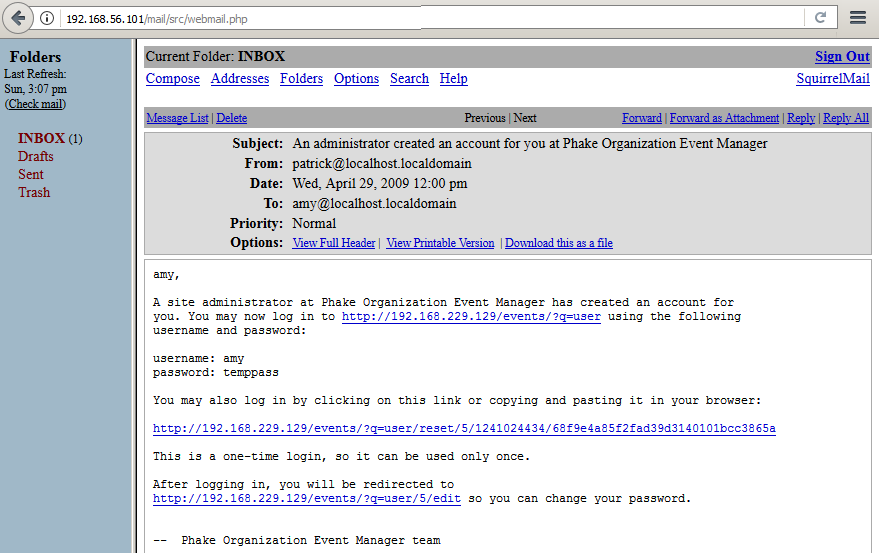 192.168.56.101/mail/src/webmail.php
Folders
Last Refresh:
Sun, 3:07 pm
(Check mail)
INBOX (1)
Drafts
Sent
Trash
Current Folder: INBOX Sign Out
Compose Addresses Folders Options Search Help SquirrelMail
Message List | Delete Previous | Next Forward | Forward as Attachment | Reply | Reply All
Subject: An administrator created an account for you at Phake Organization Event Manager
From: patrick@localhost.localdomain
Date: Wed, April 29, 2009 12:00 pm
To: amy@localhost.localdomain
Priority: Normal
Options: View Full Header | View Printable Version | Download this as a file
amy,
A site administrator at Phake Organization Event Manager has created an account for
you. You may now log in to http://192.168.229.129/events/?q=user using the following
username and password:
username: amy
password: temppass
You may also log in by clicking on this link or copying and pasting it in your browser:
http://192.168.229.129/events/?q=user/reset/5/1241024434/68f9e4a85f2fad39d3140101bcc3865a
This is a one-time login, so it can be used only once.
After logging in, you will be redirected to
http://192.168.229.129/events/?q=user/5/edit so you can change your password.
-- Phake Organization Event Manager team